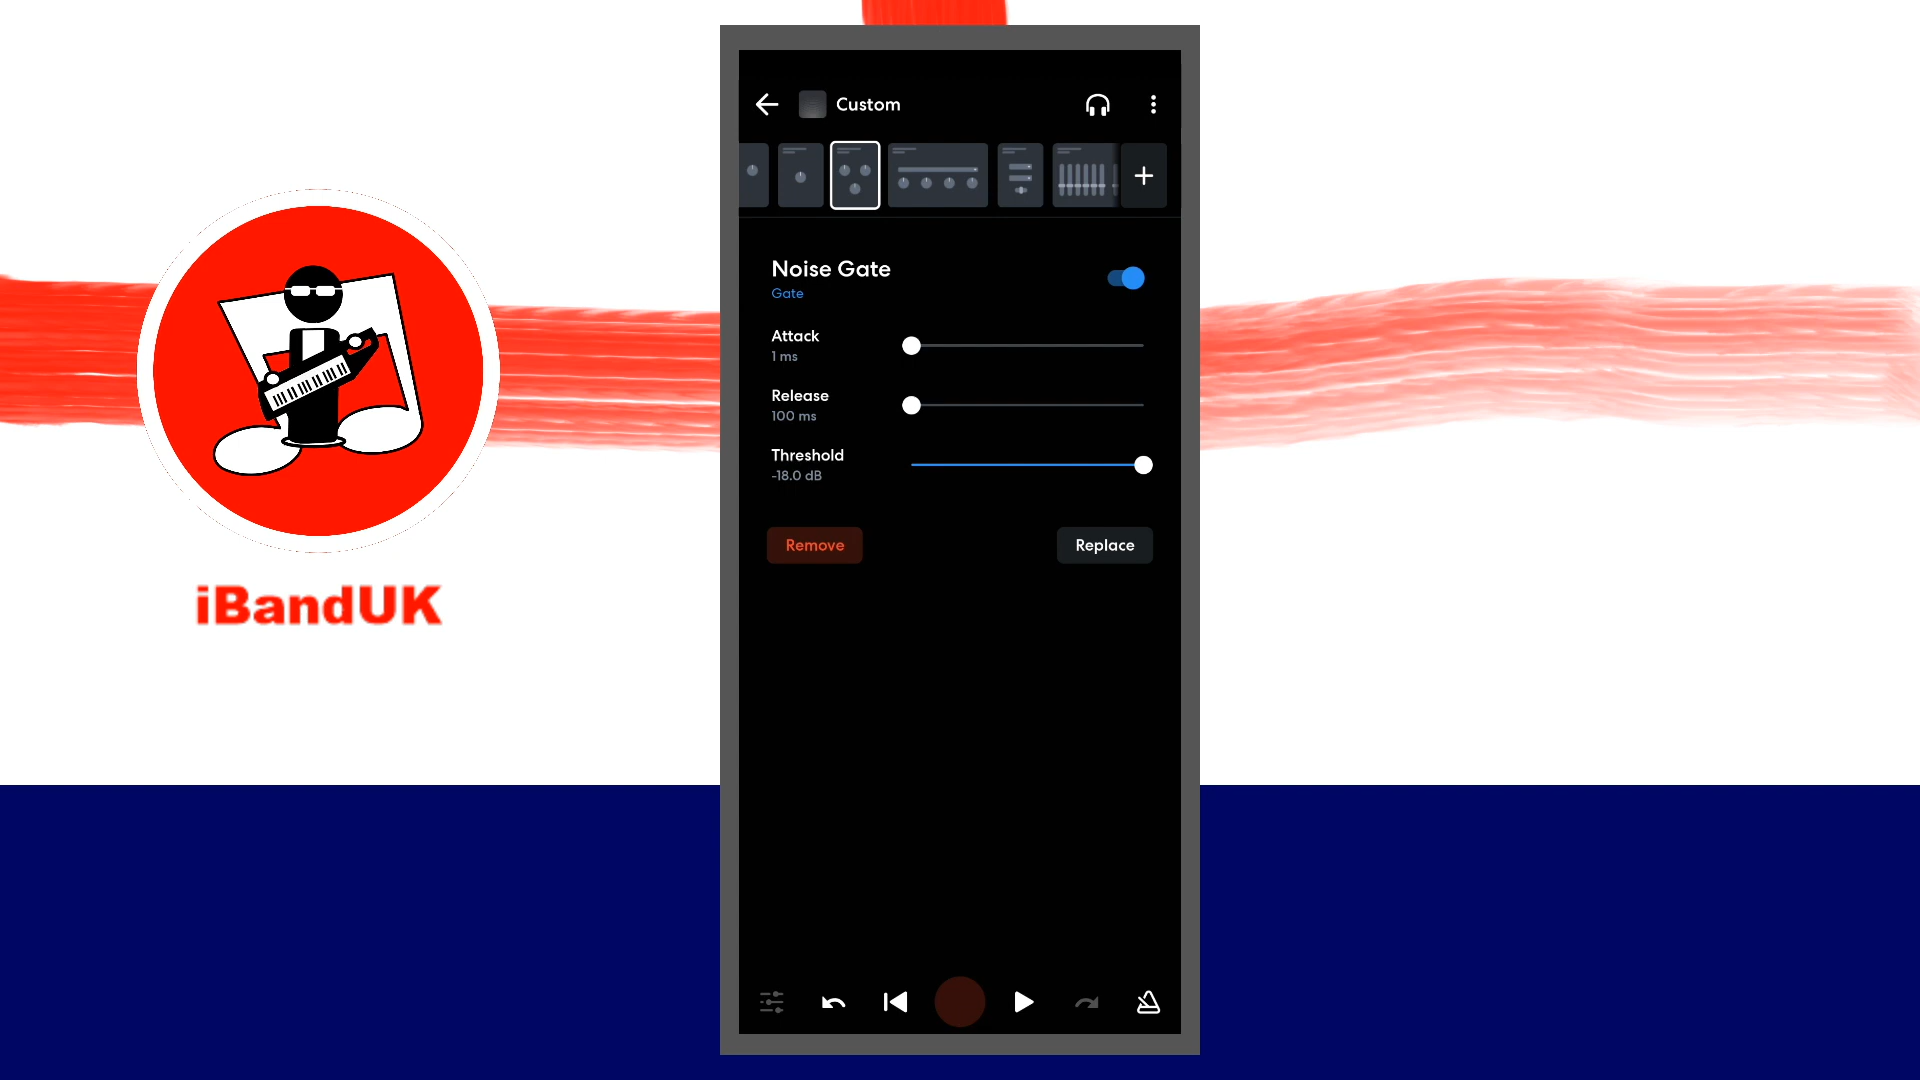 Custom
Noise Gate
Gate
Attack
1 ms
Release
100 ms
Threshold
-18.0 dB
Remove
Replace
iBandUK